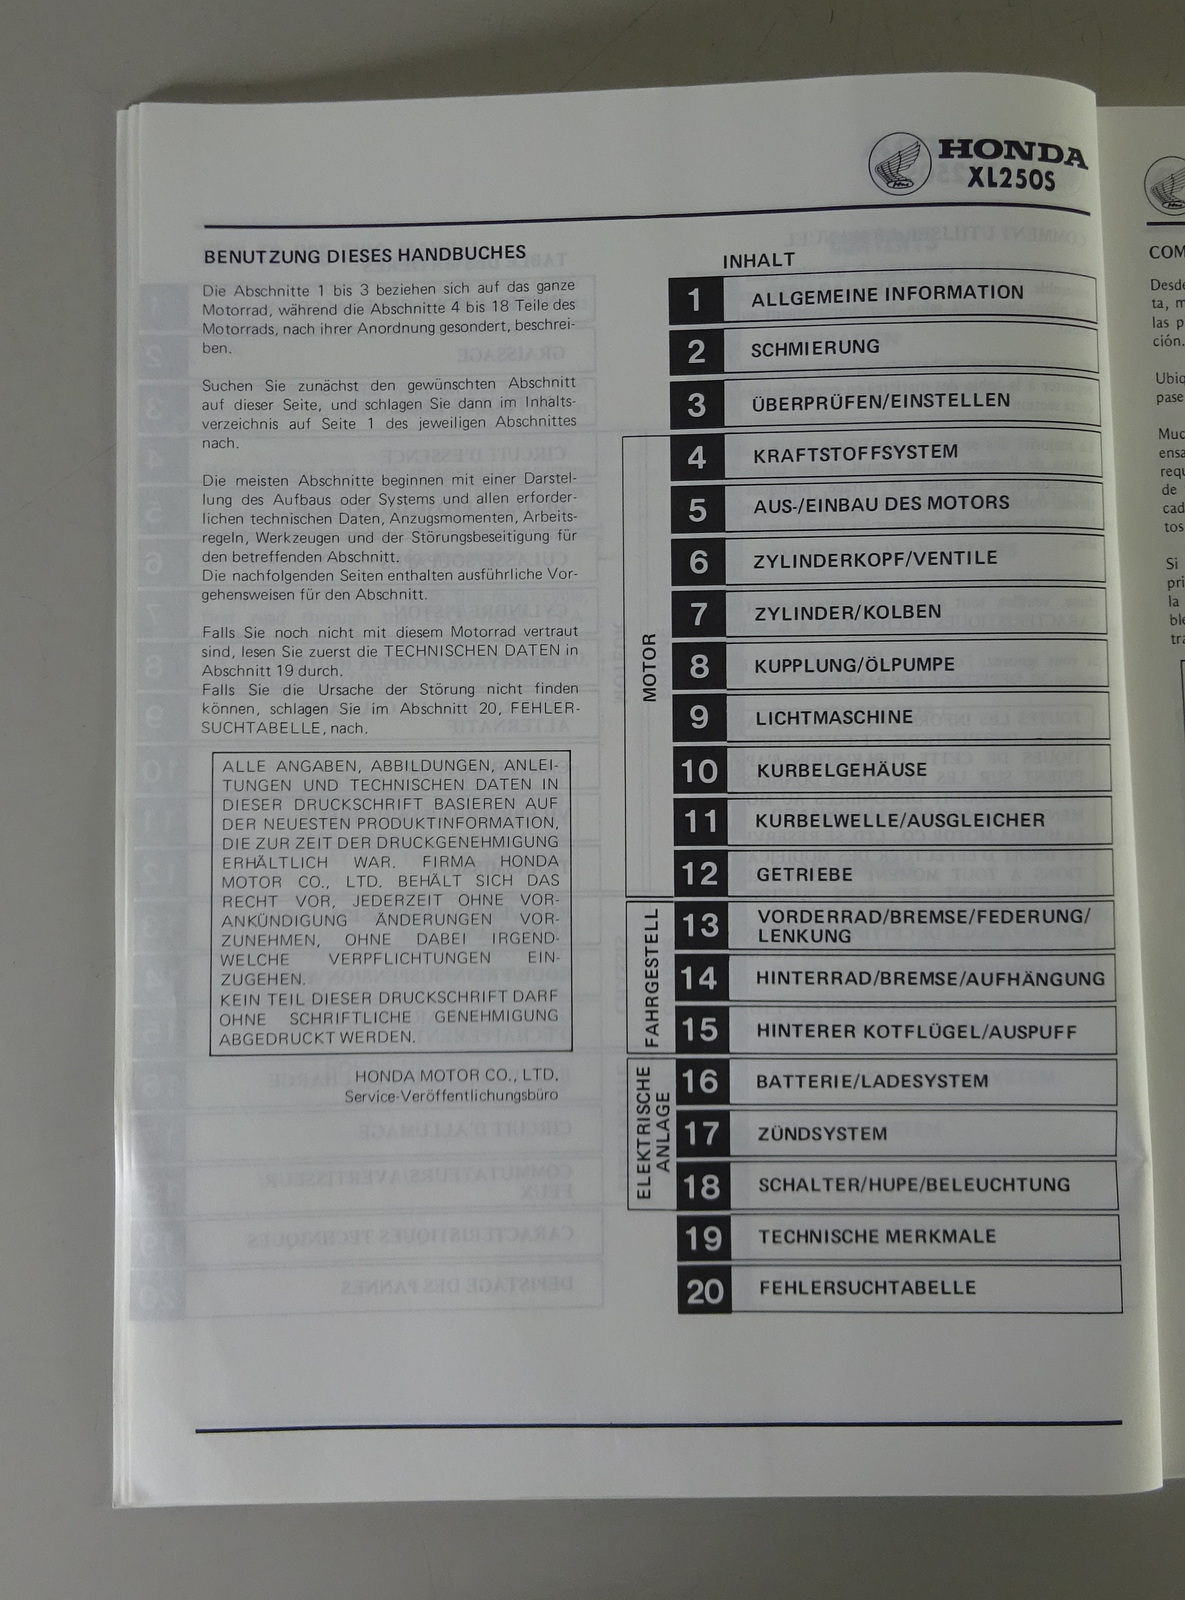 HONDA
XL250S
BENUTZUNG DIESES HANDBUCHES
Die Abschnitte 1 bis 3 beziehen sich auf das ganze
Motorrad, während die Abschnitte 4 bis 18 Teile des
Motorrads, nach ihrer Anordnung gesondert, beschrei-
ben.
Suchen Sie zunächst den gewünschten Abschnitt
auf dieser Seite, und schlagen Sie dann im Inhalts-
verzeichnis auf Seite 1 des jeweiligen Abschnittes
nach.
Die meisten Abschnitte beginnen mit einer Darstel-
lung des Aufbaus oder Systems und allen erforder-
lichen technischen Daten, Anzugsmomenten, Arbeits-
regeln, Werkzeugen und der Störungsbeseitigung für
den betreffenden Abschnitt.
Die nachfolgenden Seiten enthalten ausführliche Vor-
gehensweisen für den Abschnitt.
Falls Sie noch nicht mit diesem Motorrad vertraut
sind, lesen Sie zuerst die TECHNISCHEN DATEN in
Abschnitt 19 durch.
Falls Sie die Ursache der Störung nicht finden
können, schlagen Sie im Abschnitt 20, FEHLER-
SUCHTABELLE, nach.
ALLE ANGABEN, ABBILDUNGEN, ANLEI-
TUNGEN UND TECHNISCHEN DATEN IN
DIESER DRUCKSCHRIFT BASIEREN AUF
DER NEUESTEN PRODUKTINFORMATION,
DIE ZUR ZEIT DER DRUCKGENEHMIGUNG
ERHÄLTLICH WAR. FIRMA HONDA
MOTOR CO., LTD. BEHÄLT SICH DAS
RECHT VOR, JEDERZEIT OHNE VOR-
ANKÜNDIGUNG ÄNDERUNGEN VOR-
ZUNEHMEN, OHNE DABEI IRGEND-
WELCHE VERPFLICHTUNGEN EIN-
ZUGEHEN.
KEIN TEIL DIESER DRUCKSCHRIFT DARF
OHNE SCHRIFTLICHE GENEHMIGUNG
ABGEDRUCKT WERDEN.
HONDA MOTOR CO., LTD.
Service-Veröffentlichungsbüro
INHALT
1 ALLGEMEINE INFORMATION
2 SCHMIERUNG
3 ÜBERPRÜFEN/EINSTELLEN
MOTOR
4 KRAFTSTOFFSYSTEM
5 AUS-/EINBAU DES MOTORS
6 ZYLINDERKOPF/VENTILE
7 ZYLINDER/KOLBEN
8 KUPPLUNG/ÖLPUMPE
9 LICHTMASCHINE
10 KURBELGEHÄUSE
11 KURBELWELLE/AUSGLEICHER
12 GETRIEBE
FAHRGESTELL
13 VORDERRAD/BREMSE/FEDERUNG/
LENKUNG
14 HINTERRAD/BREMSE/AUFHÄNGUNG
15 HINTERER KOTFLÜGEL/AUSPUFF
ELEKTRISCHE
ANLAGE
16 BATTERIE/LADESYSTEM
17 ZÜNDSYSTEM
18 SCHALTER/HUPE/BELEUCHTUNG
19 TECHNISCHE MERKMALE
20 FEHLERSUCHTABELLE